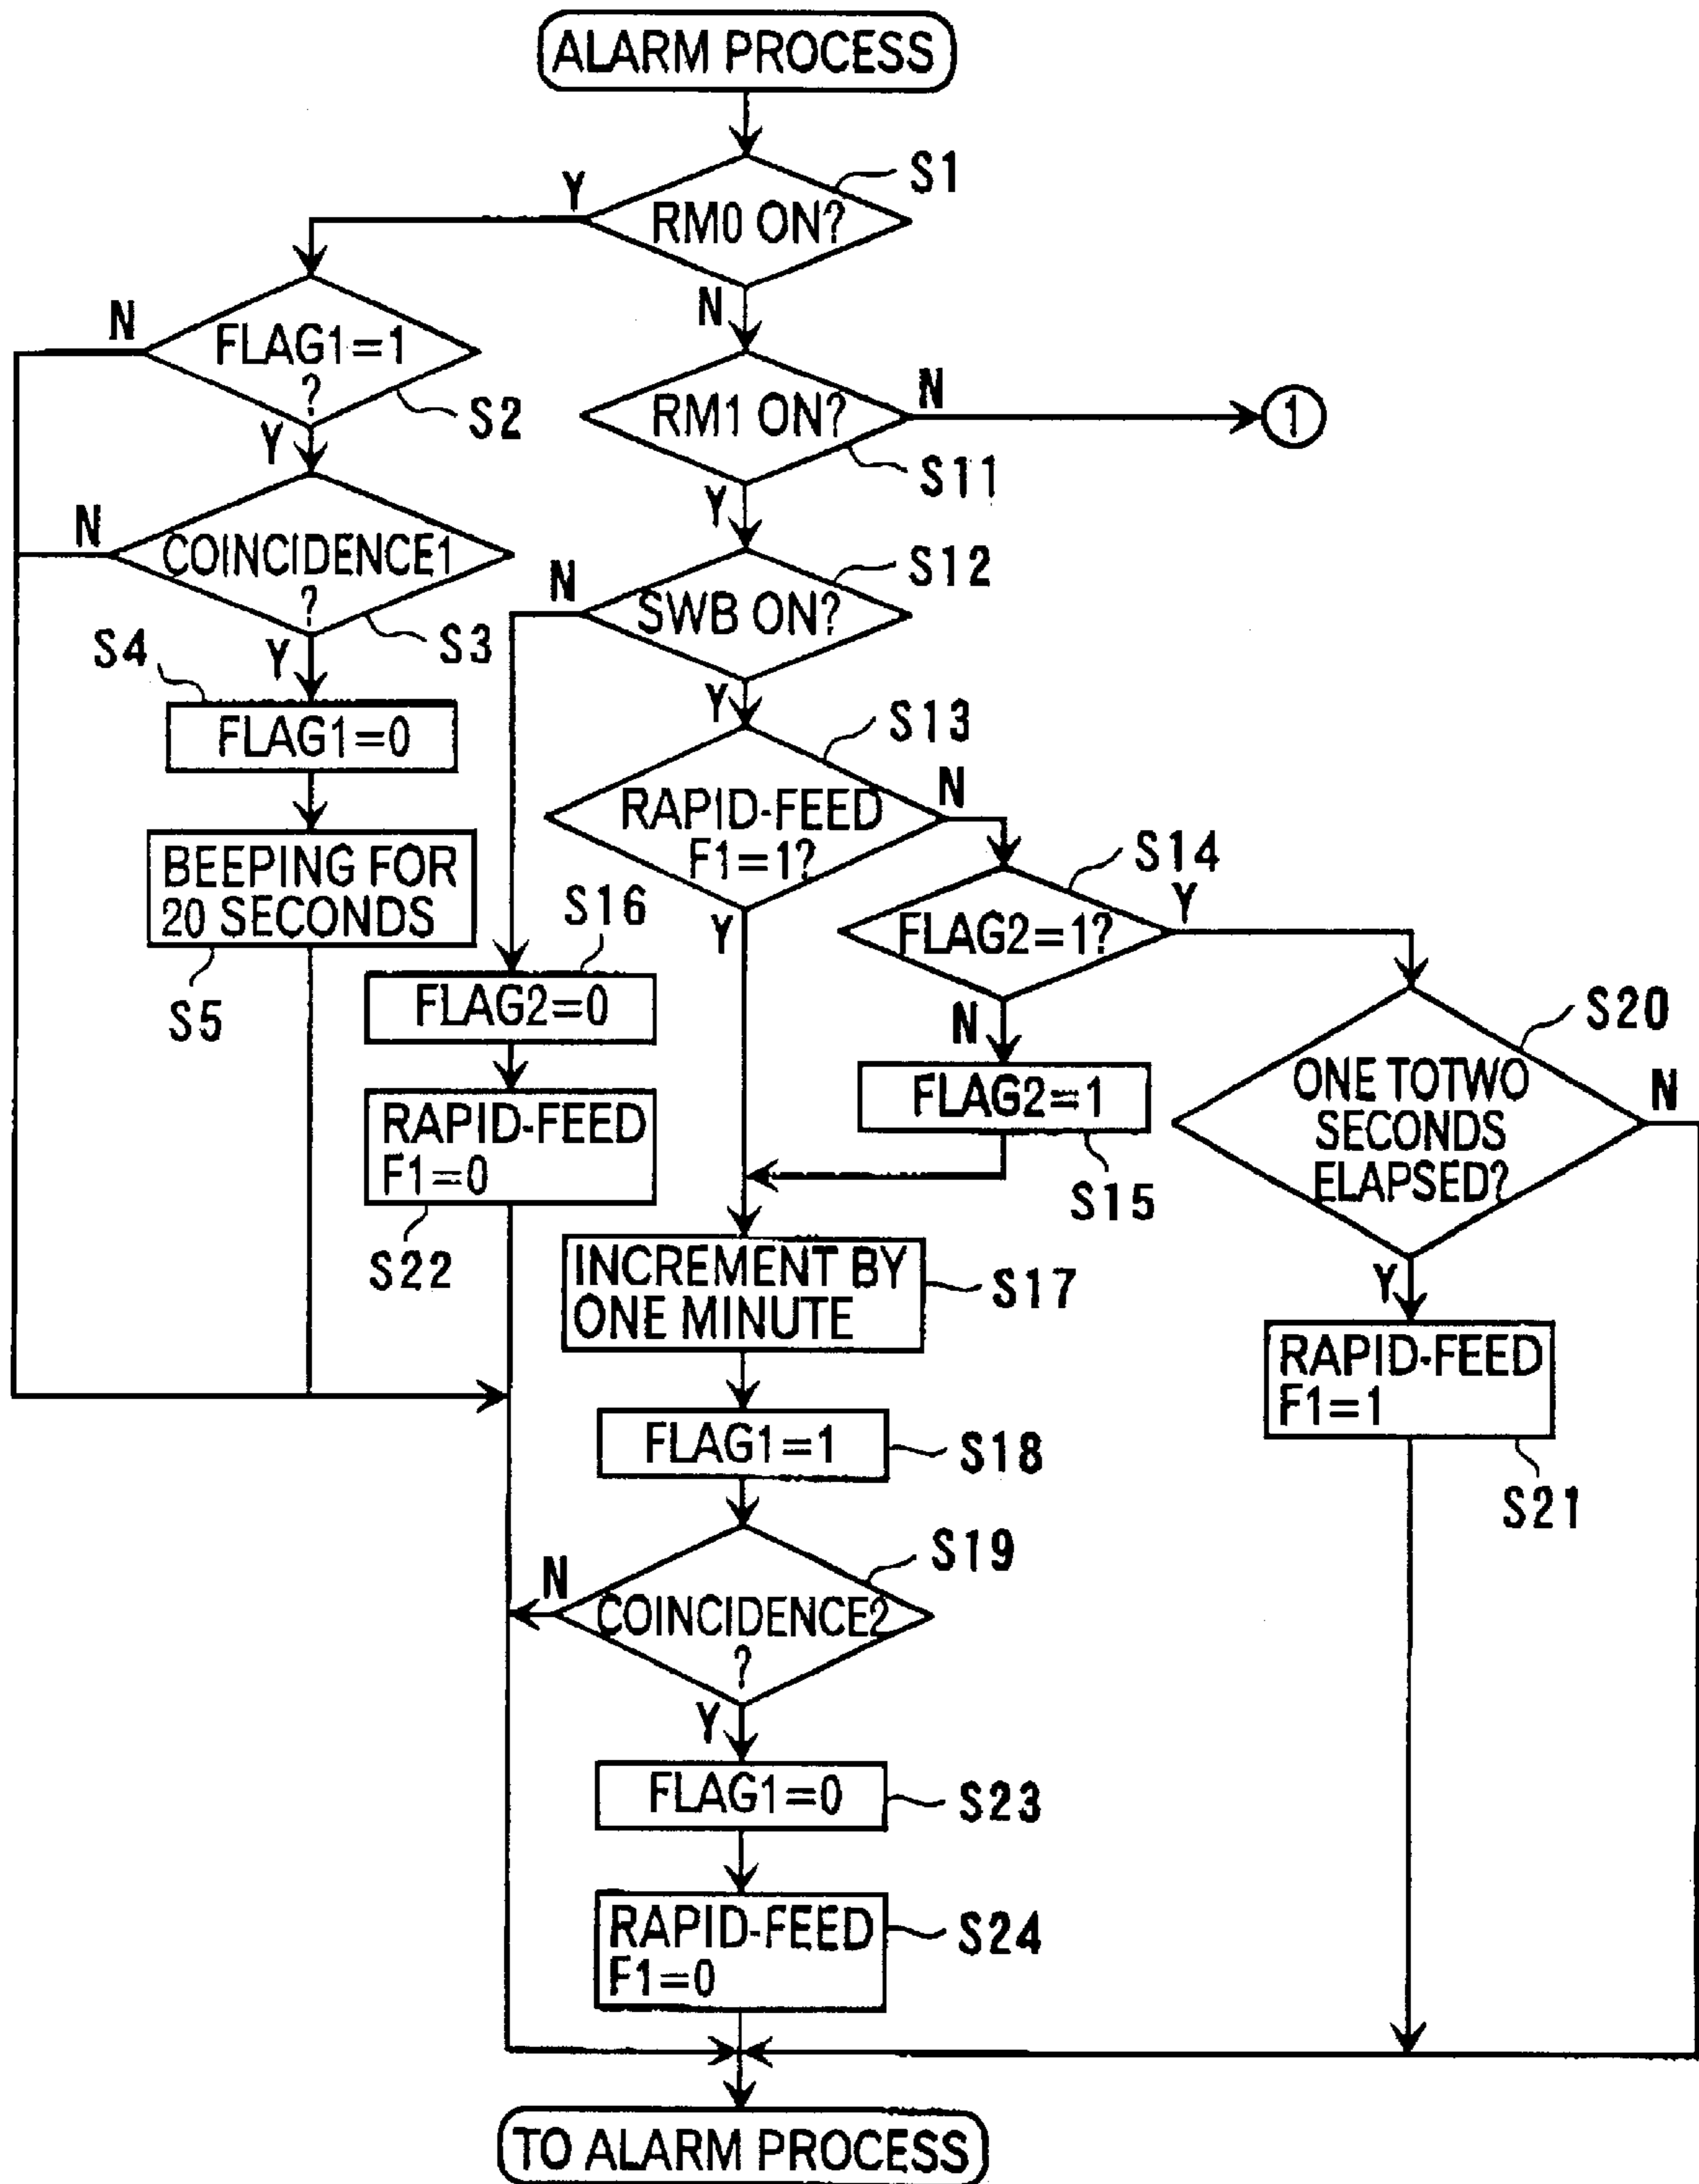 ALARM PROCESS
S1
Y
RM0 ON?
N
N
FLAG1=1
?
S2
Y
RM1 ON?
N
1
S11
Y
N
COINCIDENCE1
?
S3
Y
S12
N
SWB ON?
Y
S4
FLAG1=0
S13
RAPID-FEED
F1=1?
N
Y
BEEPING FOR
20 SECONDS
S5
S14
Y
FLAG2=1?
N
S16
FLAG2=0
S20
ONE TOTWO
SECONDS
ELAPSED?
N
Y
FLAG2=1
S15
RAPID-FEED
F1=0
S22
INCREMENT BY
ONE MINUTE
S17
RAPID-FEED
F1=1
S21
FLAG1=1
S18
S19
N
COINCIDENCE2
?
Y
FLAG1=0
S23
RAPID-FEED
F1=0
S24
TO ALARM PROCESS